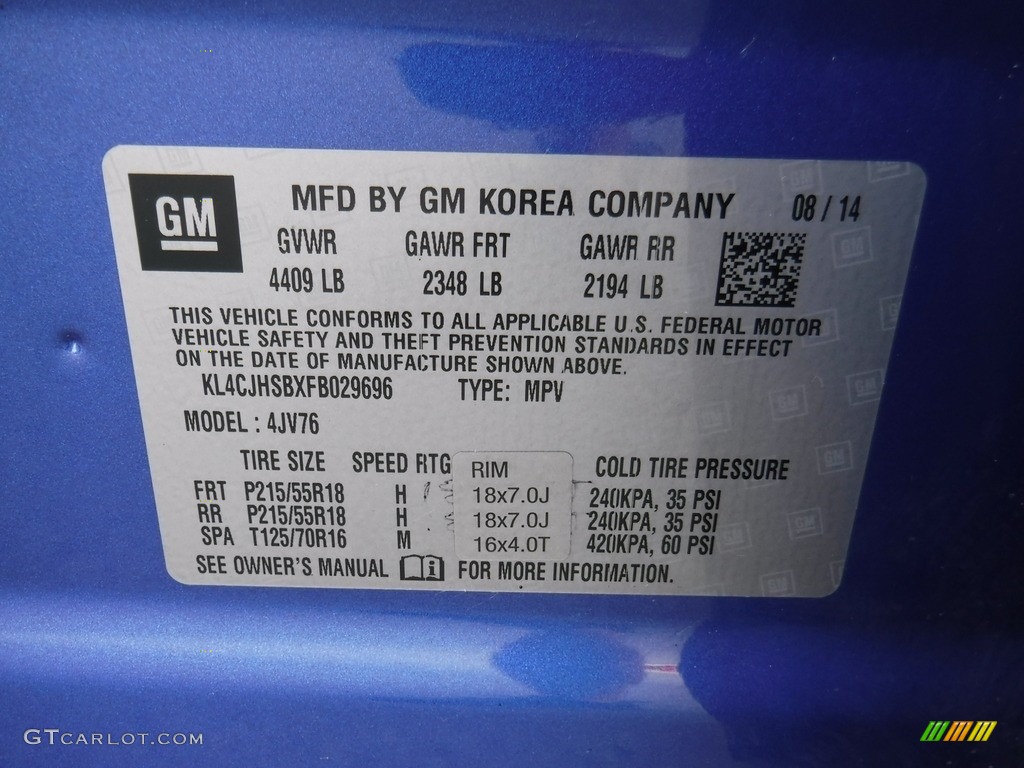 GM
MFD BY GM KOREA COMPANY 08 / 14
GVWR GAWR FRT GAWR RR
4409 LB 2348 LB 2194 LB
THIS VEHICLE CONFORMS TO ALL APPLICABLE U.S. FEDERAL MOTOR
VEHICLE SAFETY AND THEFT PREVENTION STANDARDS IN EFFECT
ON THE DATE OF MANUFACTURE SHOWN ABOVE.
KL4CJHSBXFB029696 TYPE: MPV
MODEL : 4JV76
TIRE SIZE SPEED RTG RIM COLD TIRE PRESSURE
FRT P215/55R18 H 18x7.0J 240KPA, 35 PSI
RR P215/55R18 H 18x7.0J 240KPA, 35 PSI
SPA T125/70R16 M 16x4.0T 420KPA, 60 PSI
SEE OWNER'S MANUAL FOR MORE INFORMATION.
GTCARLOT.COM